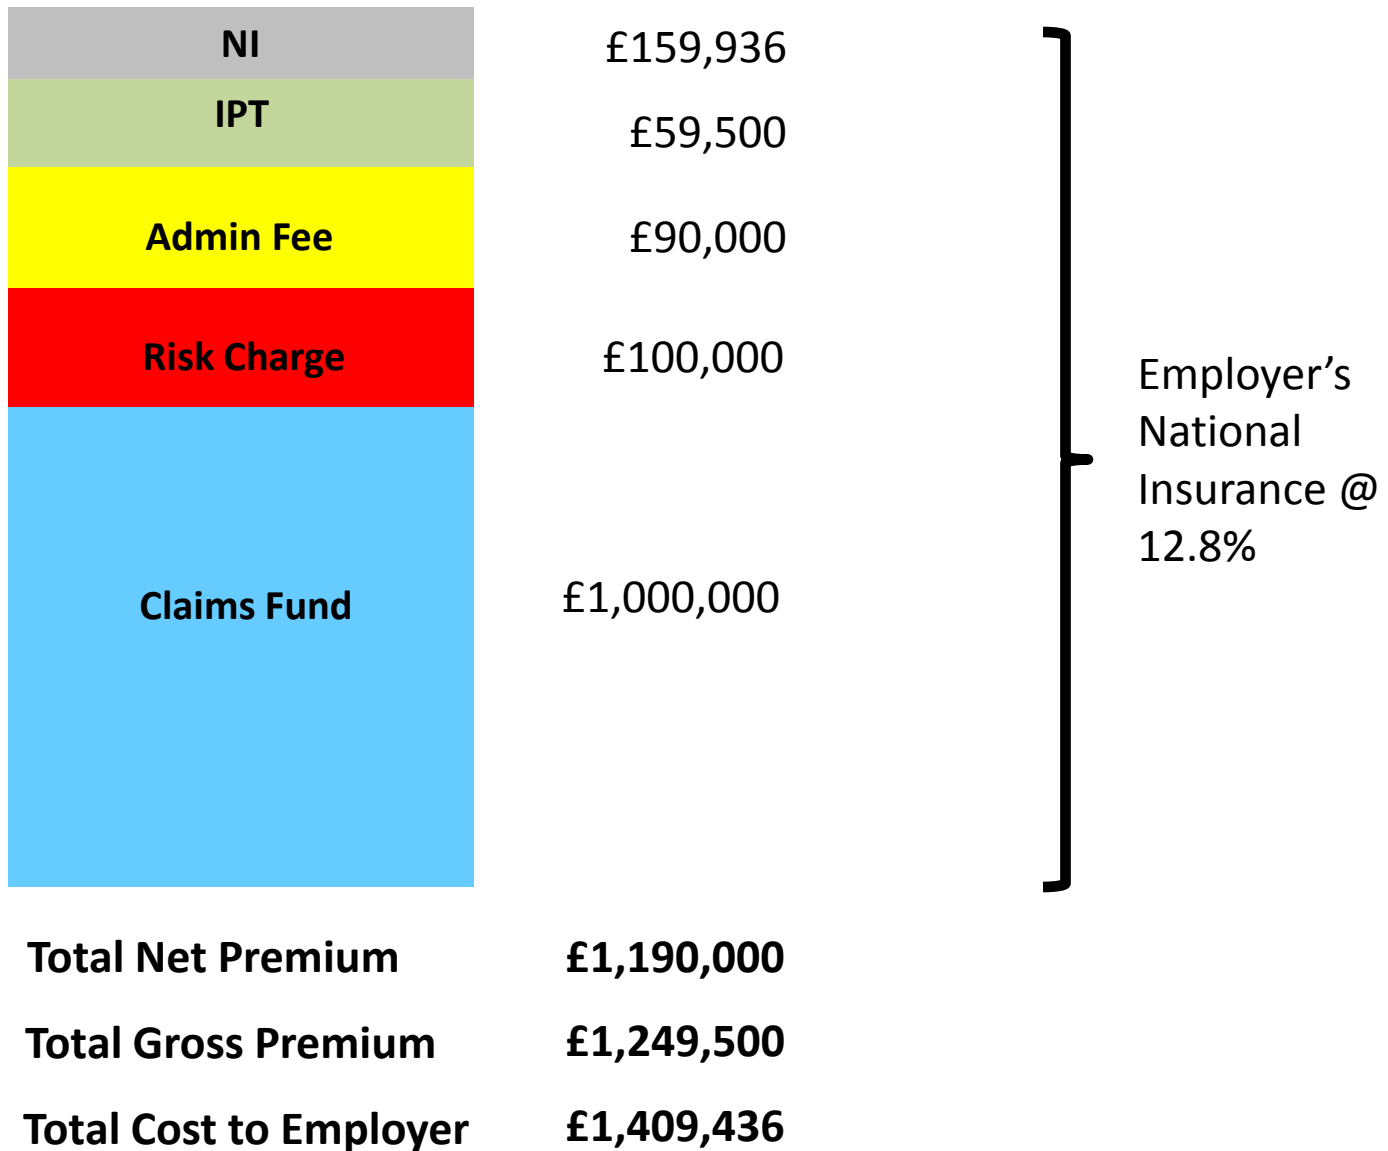 NI £159,936
IPT £59,500
Admin Fee £90,000
Risk Charge £100,000
Employer’s
National
Insurance @
12.8%
Claims Fund £1,000,000
Total Net Premium £1,190,000
Total Gross Premium £1,249,500
Total Cost to Employer £1,409,436